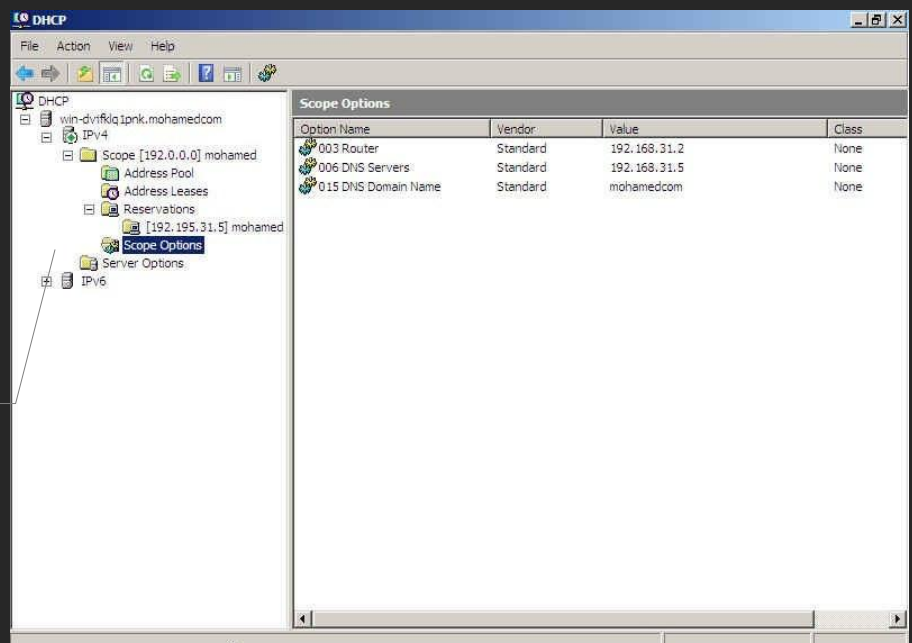 DHCP
File Action View Help
DHCP
win-dvifklq1pnk.mohamedcom
IPv4
Scope [192.0.0.0] mohamed
Address Pool
Address Leases
Reservations
[192.195.31.5] mohamed
Scope Options
Server Options
IPv6
Scope Options
Option Name Vendor Value Class
003 Router Standard 192.168.31.2 None
006 DNS Servers Standard 192.168.31.5 None
015 DNS Domain Name Standard mohamedcom None